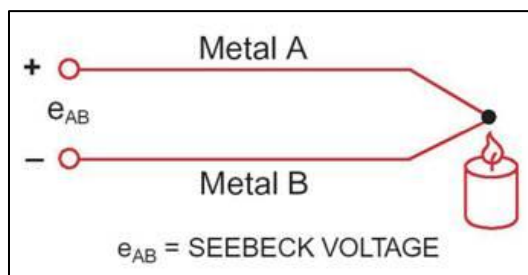 Metal A
+
eAB
–
Metal B
eAB = SEEBECK VOLTAGE